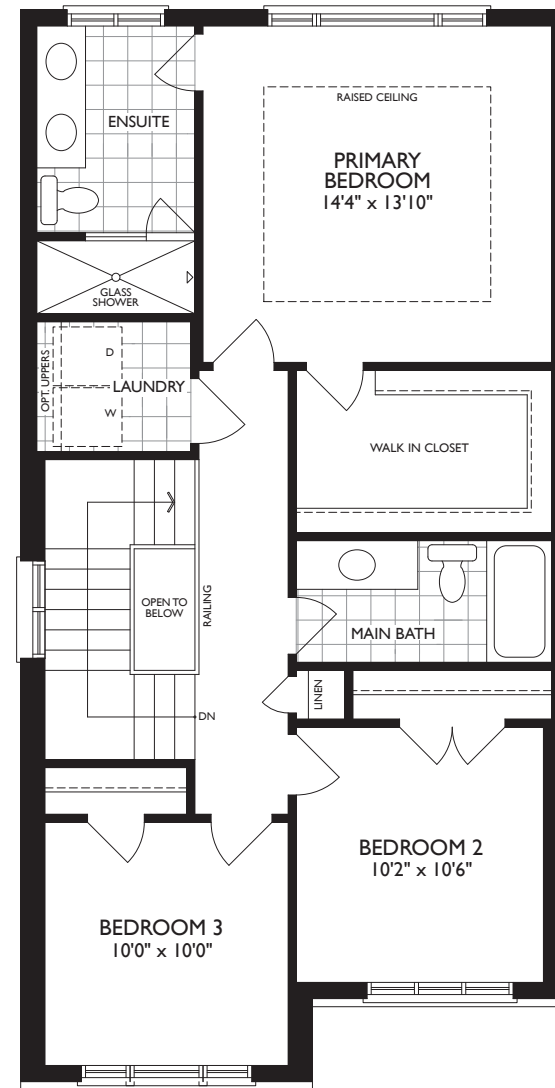 RAISED CEILING
ENSUITE
PRIMARY
BEDROOM
14'4" x 13'10"
GLASS
SHOWER
OPT. UPPERS
D
LAUNDRY
W
WALK IN CLOSET
OPEN TO
BELOW
RAILING
MAIN BATH
LINEN
DN
BEDROOM 2
10'2" x 10'6"
BEDROOM 3
10'0" x 10'0"